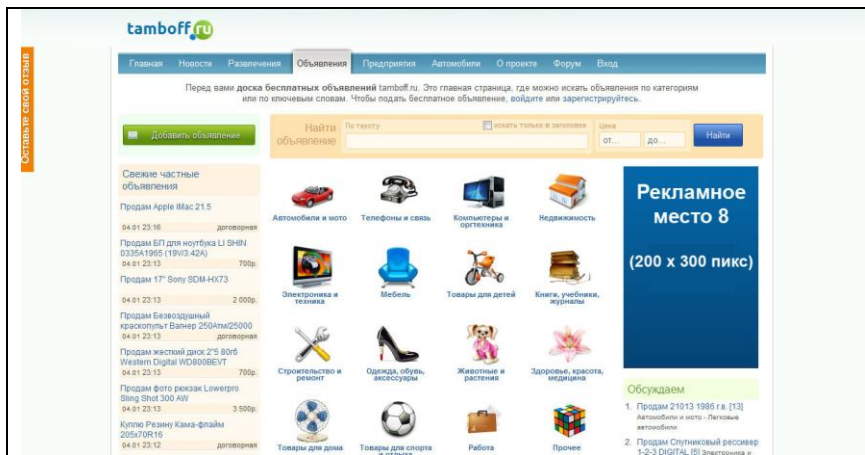 tamboff.ru
Главная Новости Развлечения Объявления Предприятия Автомобили О проекте Форум Вход
Оставьте свой отзыв
Перед вами доска бесплатных объявлений tamboff.ru. Это главная страница, где можно искать объявления по категориям
или по ключевым словам. Чтобы подать бесплатное объявление, войдите или зарегистрируйтесь.
Добавить объявление
Найти
объявление
По тексту
искать только в заголовке
Цена
от...
до...
Найти
Свежие частные
объявления
Продам Apple iMac 21.5
04.01 23:16 договорная
Продам БП для ноутбука LI SHIN
0335A1965 (19V/3.42A)
04.01 23:13 700р.
Продам 17" Sony SDM-HX73
04.01 23:13 2 000р.
Продам Безвоздушный
краскопульт Вагнер 250Атм/25000
04.01 23:13 договорная
Продам жесткий диск 2"5 80гб
Western Digital WD800BEVT
04.01 23:13 700р.
Продам фото рюкзак Lowerpro
Sling Shot 300 AW
04.01 23:13 3 500р.
Куплю Резину Кама-флайм
205x70R16
04.01 23:12 договорная
Автомобили и мото
Телефоны и связь
Компьютеры и
оргтехника
Недвижимость
Электроника и
техника
Мебель
Товары для детей
Книги, учебники,
журналы
Строительство и
ремонт
Одежда, обувь,
аксессуары
Животные и
растения
Здоровье, красота,
медицина
Товары для дома
Товары для спорта
и отдыха
Работа
Прочее
Рекламное
место 8
(200 x 300 пикс)
Обсуждаем
1. Продам 21013 1986 г.в. [13]
Автомобили и мото - Легковые
автомобили
2. Продам Спутниковый рессивер
1-2-3 DIGITAL [5] Электроника и